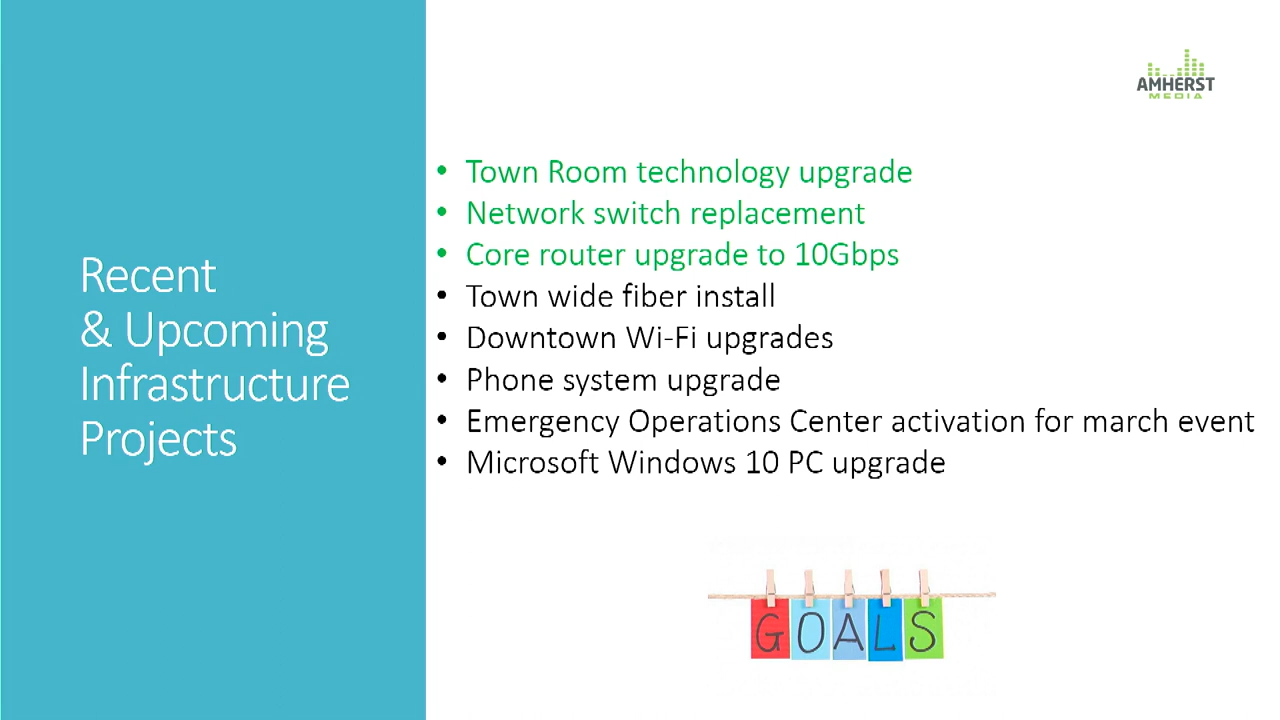 AMHERST
MEDIA
Recent
& Upcoming
Infrastructure
Projects
• Town Room technology upgrade
• Network switch replacement
• Core router upgrade to 10Gbps
• Town wide fiber install
• Downtown Wi-Fi upgrades
• Phone system upgrade
• Emergency Operations Center activation for march event
• Microsoft Windows 10 PC upgrade
GOALS